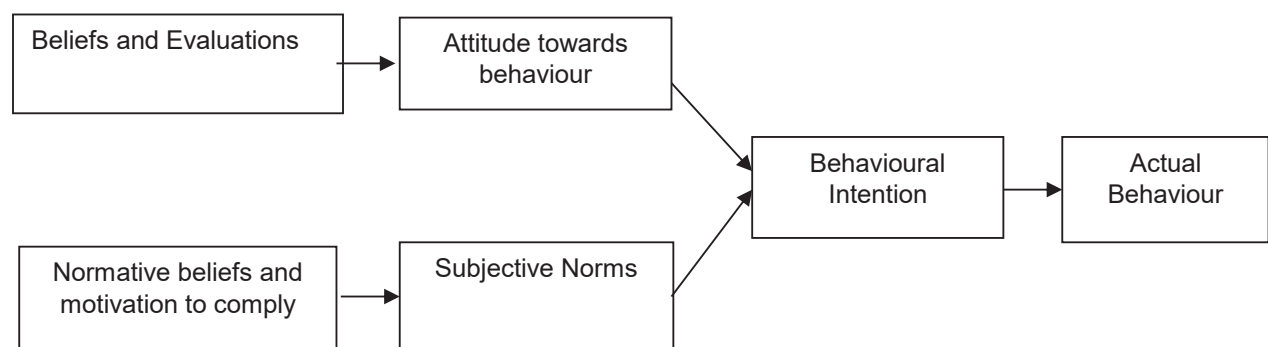 Beliefs and Evaluations
Attitude towards
behaviour
Behavioural
Intention
Actual
Behaviour
Normative beliefs and
motivation to comply
Subjective Norms